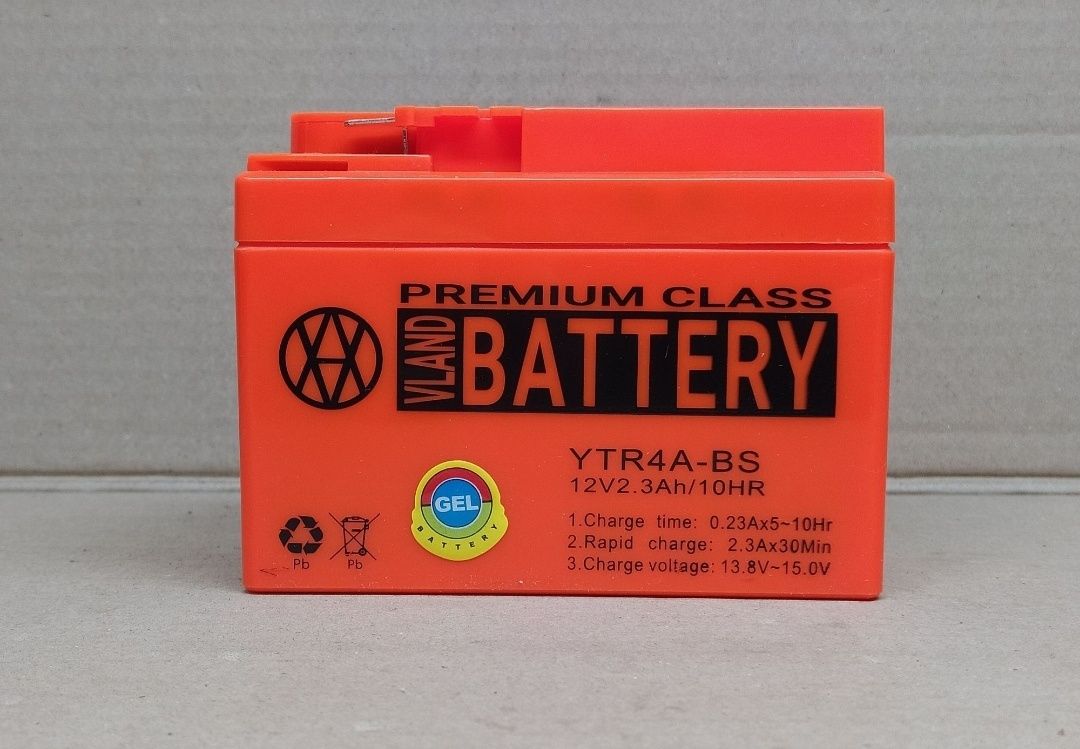 PREMIUM CLASS
VLAND
BATTERY
YTR4A-BS
12V2.3Ah/10HR
GEL
BATTERY
1.Charge time: 0.23Ax5~10Hr
2.Rapid charge: 2.3Ax30Min
3.Charge voltage: 13.8V~15.0V
Pb Pb